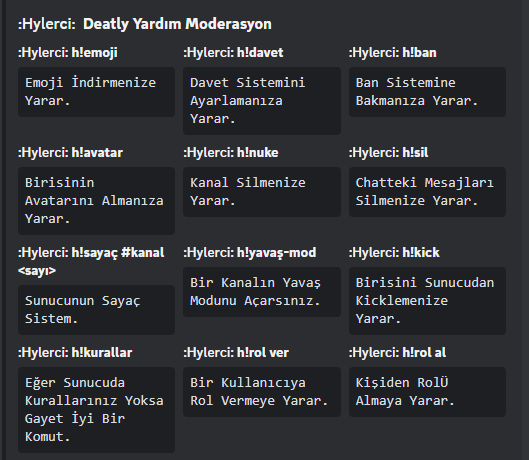 :Hylerci: Deatly Yardım Moderasyon
:Hylerci: h!emoji
Emoji İndirmenize
Yarar.
:Hylerci: h!davet
Davet Sistemini
Ayarlamanıza
Yarar.
:Hylerci: h!ban
Ban Sistemine
Bakmanıza Yarar.
:Hylerci: h!avatar
Birisinin
Avatarını Almanıza
Yarar.
:Hylerci: h!nuke
Kanal Silmenize
Yarar.
:Hylerci: h!sil
Chatteki Mesajları
Silmenize Yarar.
:Hylerci: h!sayaç #kanal
<sayı>
Sunucunun Sayaç
Sistem.
:Hylerci: h!yavaş-mod
Bir Kanalın Yavaş
Modunu Açarsınız.
:Hylerci: h!kick
Birisini Sunucudan
Kicklemenize
Yarar.
:Hylerci: h!kurallar
Eğer Sunucuda
Kurallarınız Yoksa
Gayet İyi Bir
Komut.
:Hylerci: h!rol ver
Bir Kullanıcıya
Rol Vermeye Yarar.
:Hylerci: h!rol al
Kişiden RolÜ
Almaya Yarar.